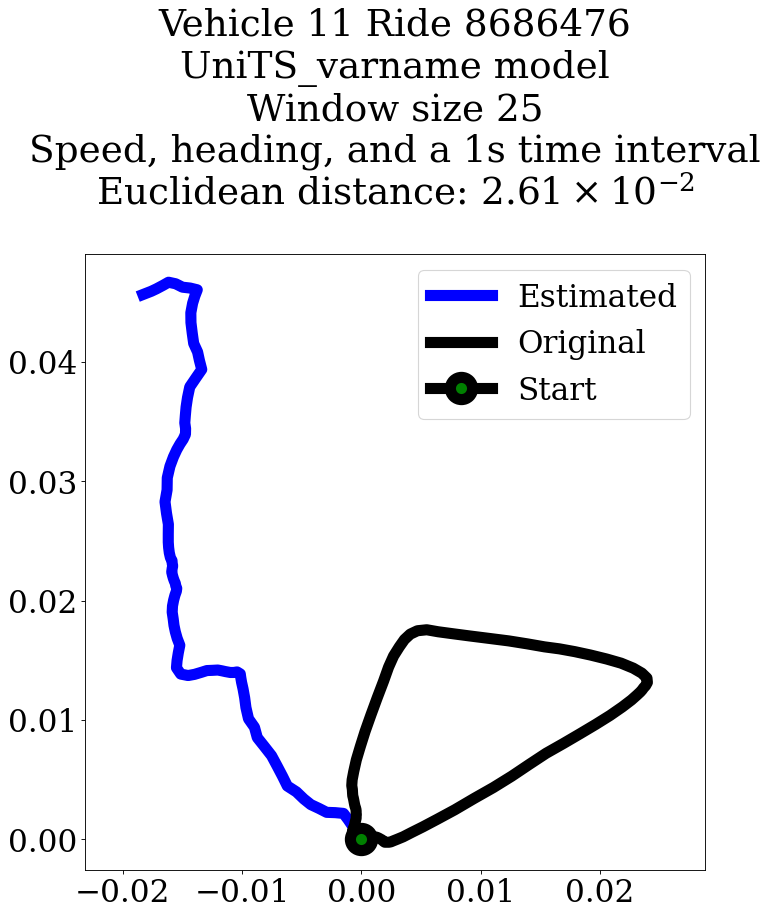 Vehicle 11 Ride 8686476
UniTS_varname model
Window size 25
Speed, heading, and a 1s time interval
Euclidean distance: 2.61 × 10⁻²
Estimated
Original
Start
0.04
0.03
0.02
0.01
0.00
−0.02 −0.01 0.00 0.01 0.02